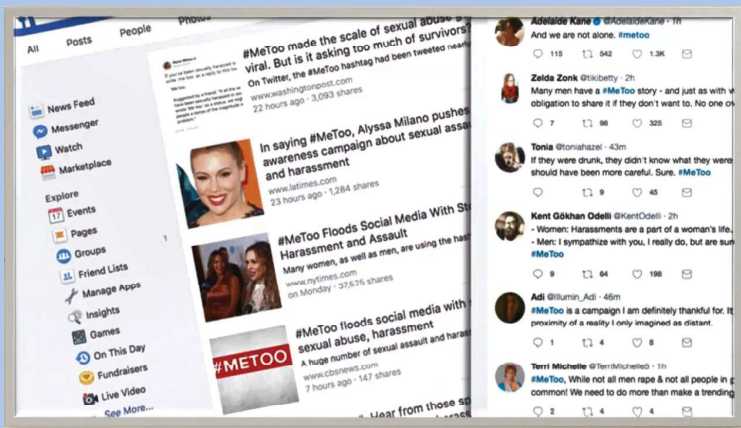 All Posts People Photos
News Feed
Messenger
Watch
Marketplace
Explore
Events
Pages
1
Groups
Friend Lists
Manage Apps
Insights
Games
On This Day
Fundraisers
Live Video
See More...
#MeToo made the scale of sexual abuse
viral. But is it asking too much of survivors?
On Twitter, the #MeToo hashtag had been tweeted nearly
www.washingtonpost.com
22 hours ago · 3,093 shares
In saying #MeToo, Alyssa Milano pushes
awareness campaign about sexual
and harassment
www.latimes.com
23 hours ago · 1,284 shares
#MeToo Floods Social Media With
Harassment and Assault
Many women, as well as men, are using the
www.nytimes.com
on Monday · 37,625 shares
#METOO
#MeToo floods social media with
sexual abuse, harassment
A huge number of sexual assault and
www.cbsnews.com
7 hours ago · 147 shares
Hear from those
Adelaide Kane @AdelaideKane · 1h
And we are not alone. #metoo
115 542 1.3K
Zelda Zonk @tikibetty · 2h
Many men have a #MeToo story - and just as with
obligation to share it if they don't want to. No one
7 98 325
Tonia @toniahazel · 43m
If they were drunk, they didn't know what they were
should have been more careful. Sure. #MeToo
9 45
Kent Gökhan Odelli @KentOdelli · 2h
- Women: Harassments are a part of a woman's life.
- Men: I sympathize with you, I really do, but are
#MeToo
9 64 198
Adi @Illumin_Adi · 46m
#MeToo is a campaign I am definitely thankful for. It
proximity of a reality I only imagined as distant.
1 4 8
Terri Michelle @TerriMichelle5 · 1h
#MeToo, While not all men rape & not all people in
common! We need to do more than make a trending
2 4 4